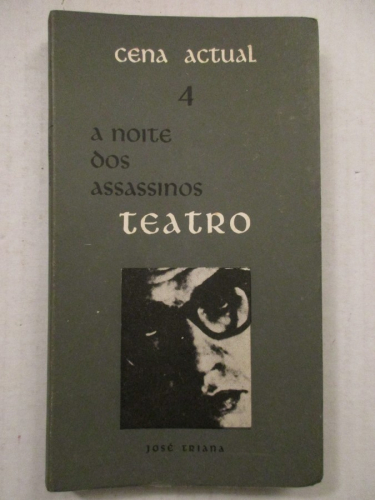 cena actual
4
a noite
dos
assassinos
teatro
josé triana